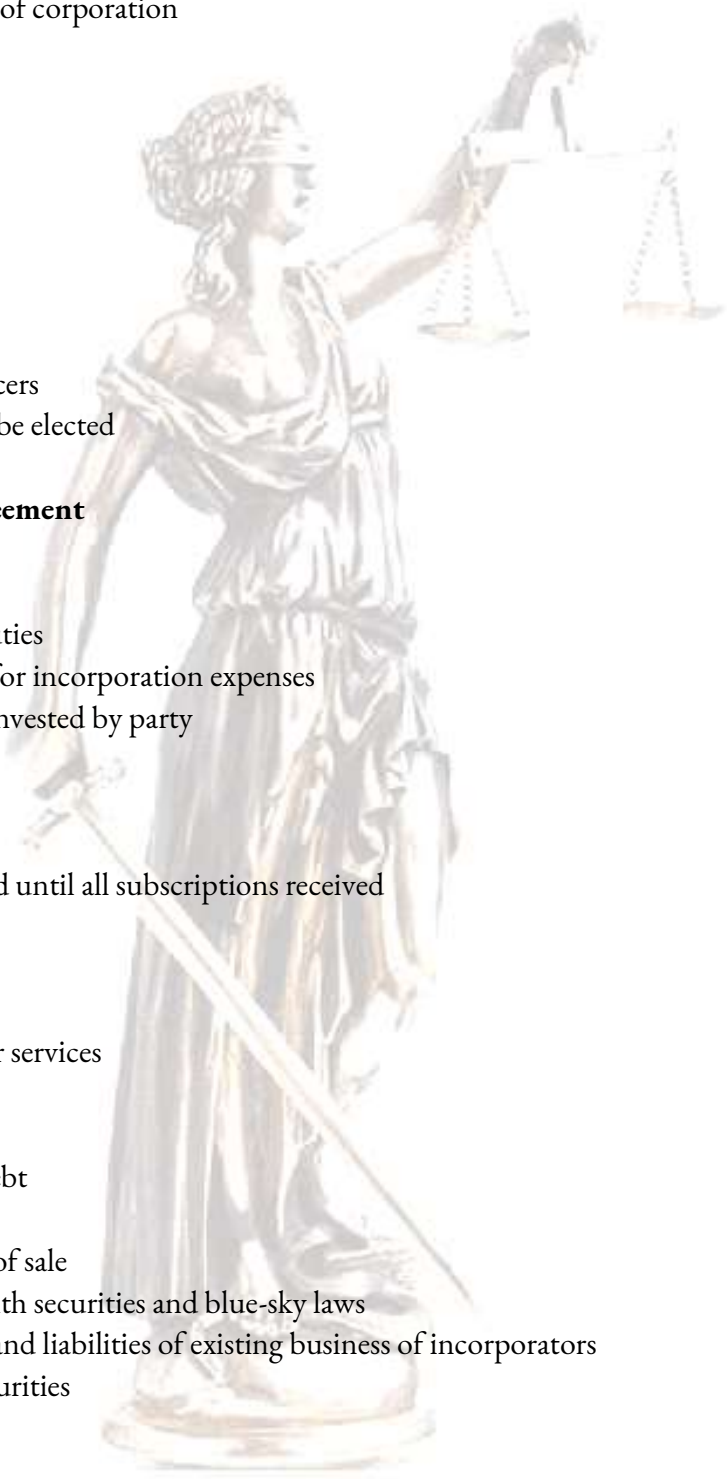 of corporation
cers
be elected
ement
ties
for incorporation expenses
nvested by party
d until all subscriptions received
r services
bt
of sale
th securities and blue-sky laws
and liabilities of existing business of incorporators
urities